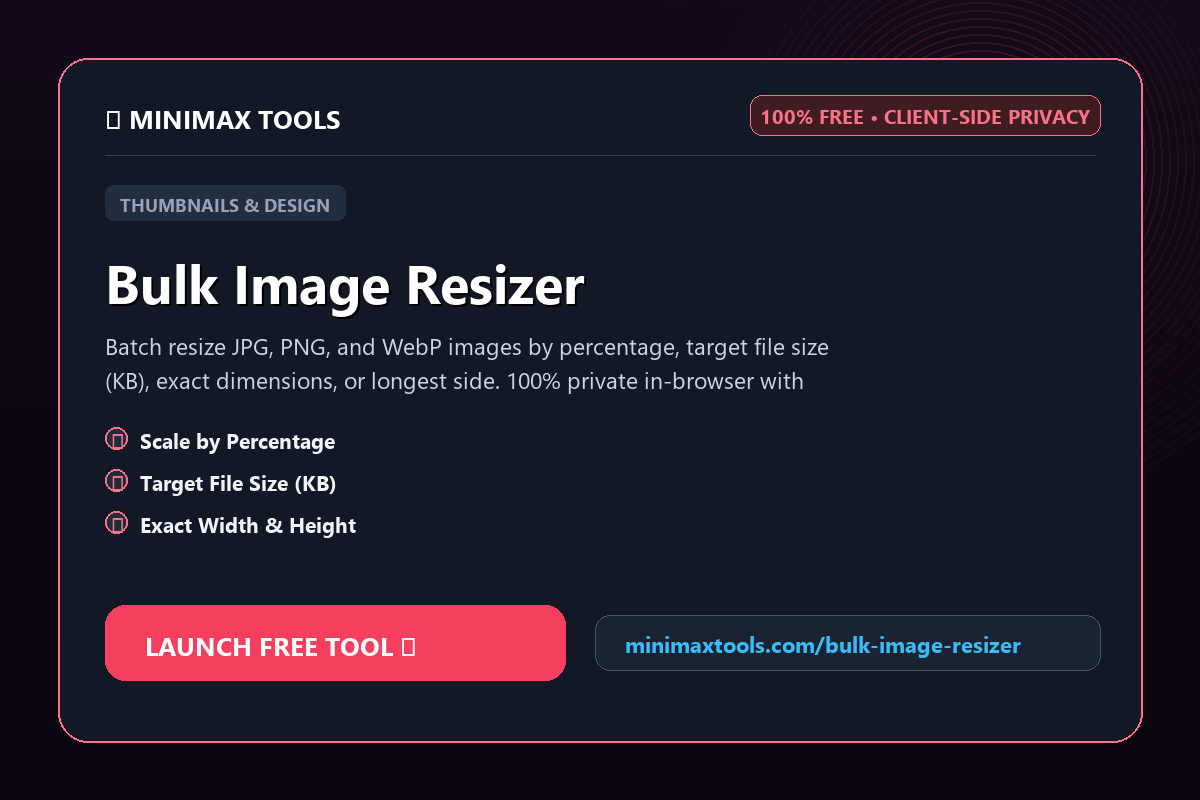 MINIMAX TOOLS
100% FREE • CLIENT-SIDE PRIVACY
THUMBNAILS & DESIGN
Bulk Image Resizer
Batch resize JPG, PNG, and WebP images by percentage, target file size
(KB), exact dimensions, or longest side. 100% private in-browser with
Scale by Percentage
Target File Size (KB)
Exact Width & Height
LAUNCH FREE TOOL
minimaxtools.com/bulk-image-resizer